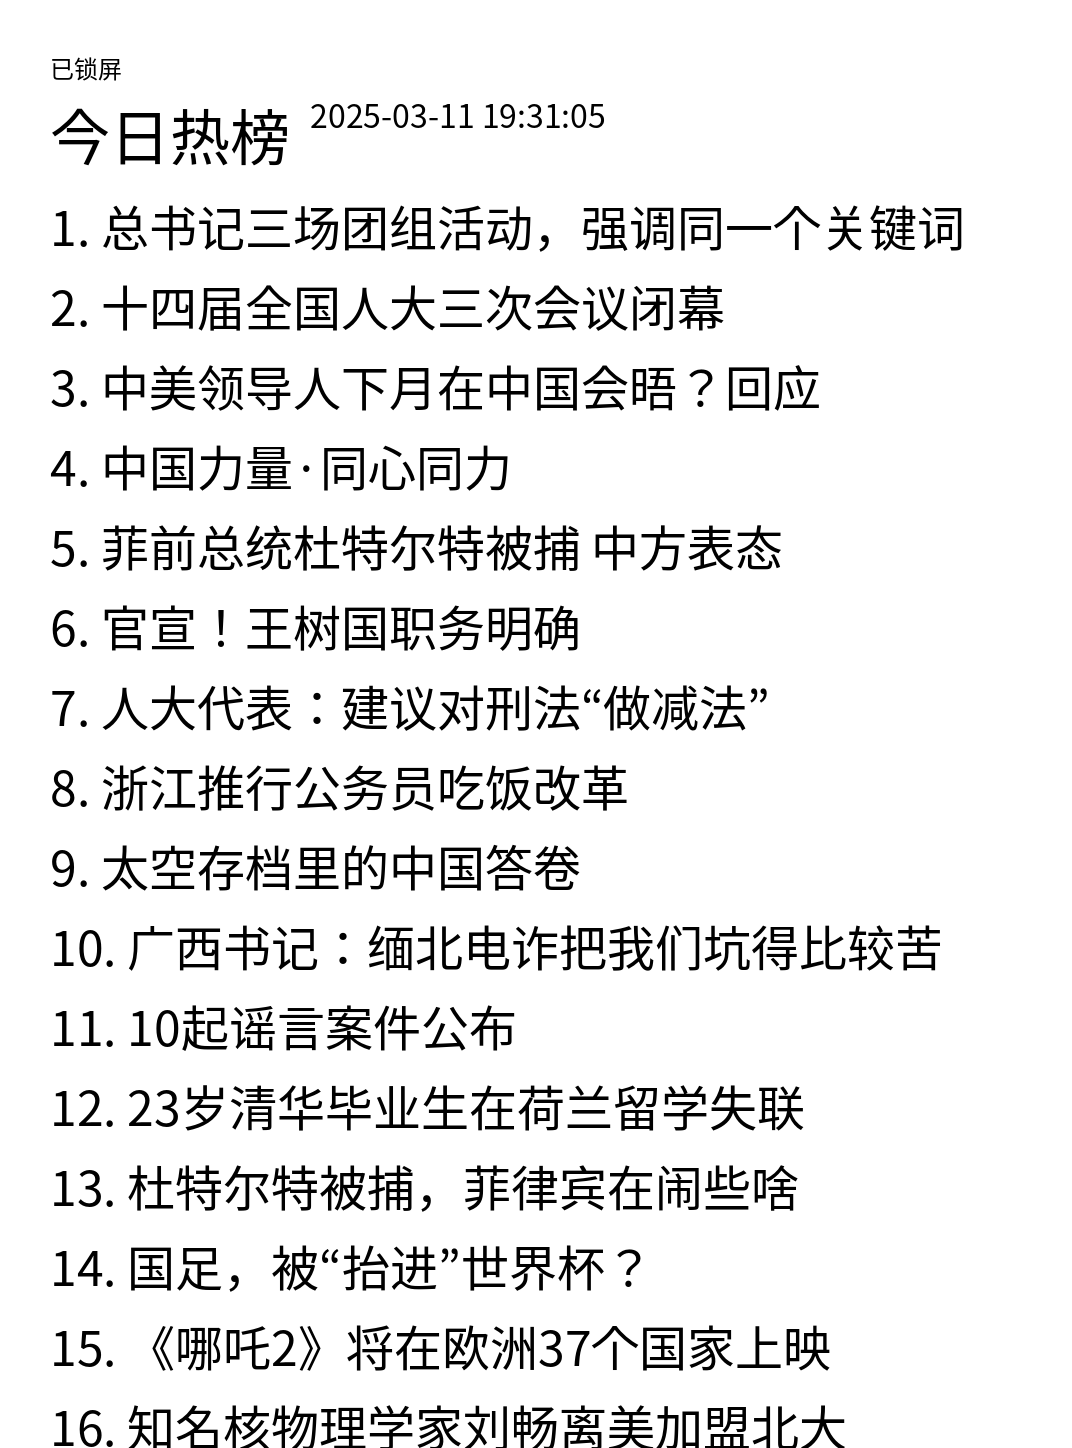 已锁屏
今日热榜 2025-03-11 19:31:05
1. 总书记三场团组活动，强调同一个关键词
2. 十四届全国人大三次会议闭幕
3. 中美领导人下月在中国会晤？回应
4. 中国力量·同心同力
5. 菲前总统杜特尔特被捕 中方表态
6. 官宣！王树国职务明确
7. 人大代表：建议对刑法“做减法”
8. 浙江推行公务员吃饭改革
9. 太空存档里的中国答卷
10. 广西书记：缅北电诈把我们坑得比较苦
11. 10起谣言案件公布
12. 23岁清华毕业生在荷兰留学失联
13. 杜特尔特被捕，菲律宾在闹些啥
14. 国足，被“抬进”世界杯？
15. 《哪吒2》将在欧洲37个国家上映
16. 知名核物理学家刘畅离美加盟北大